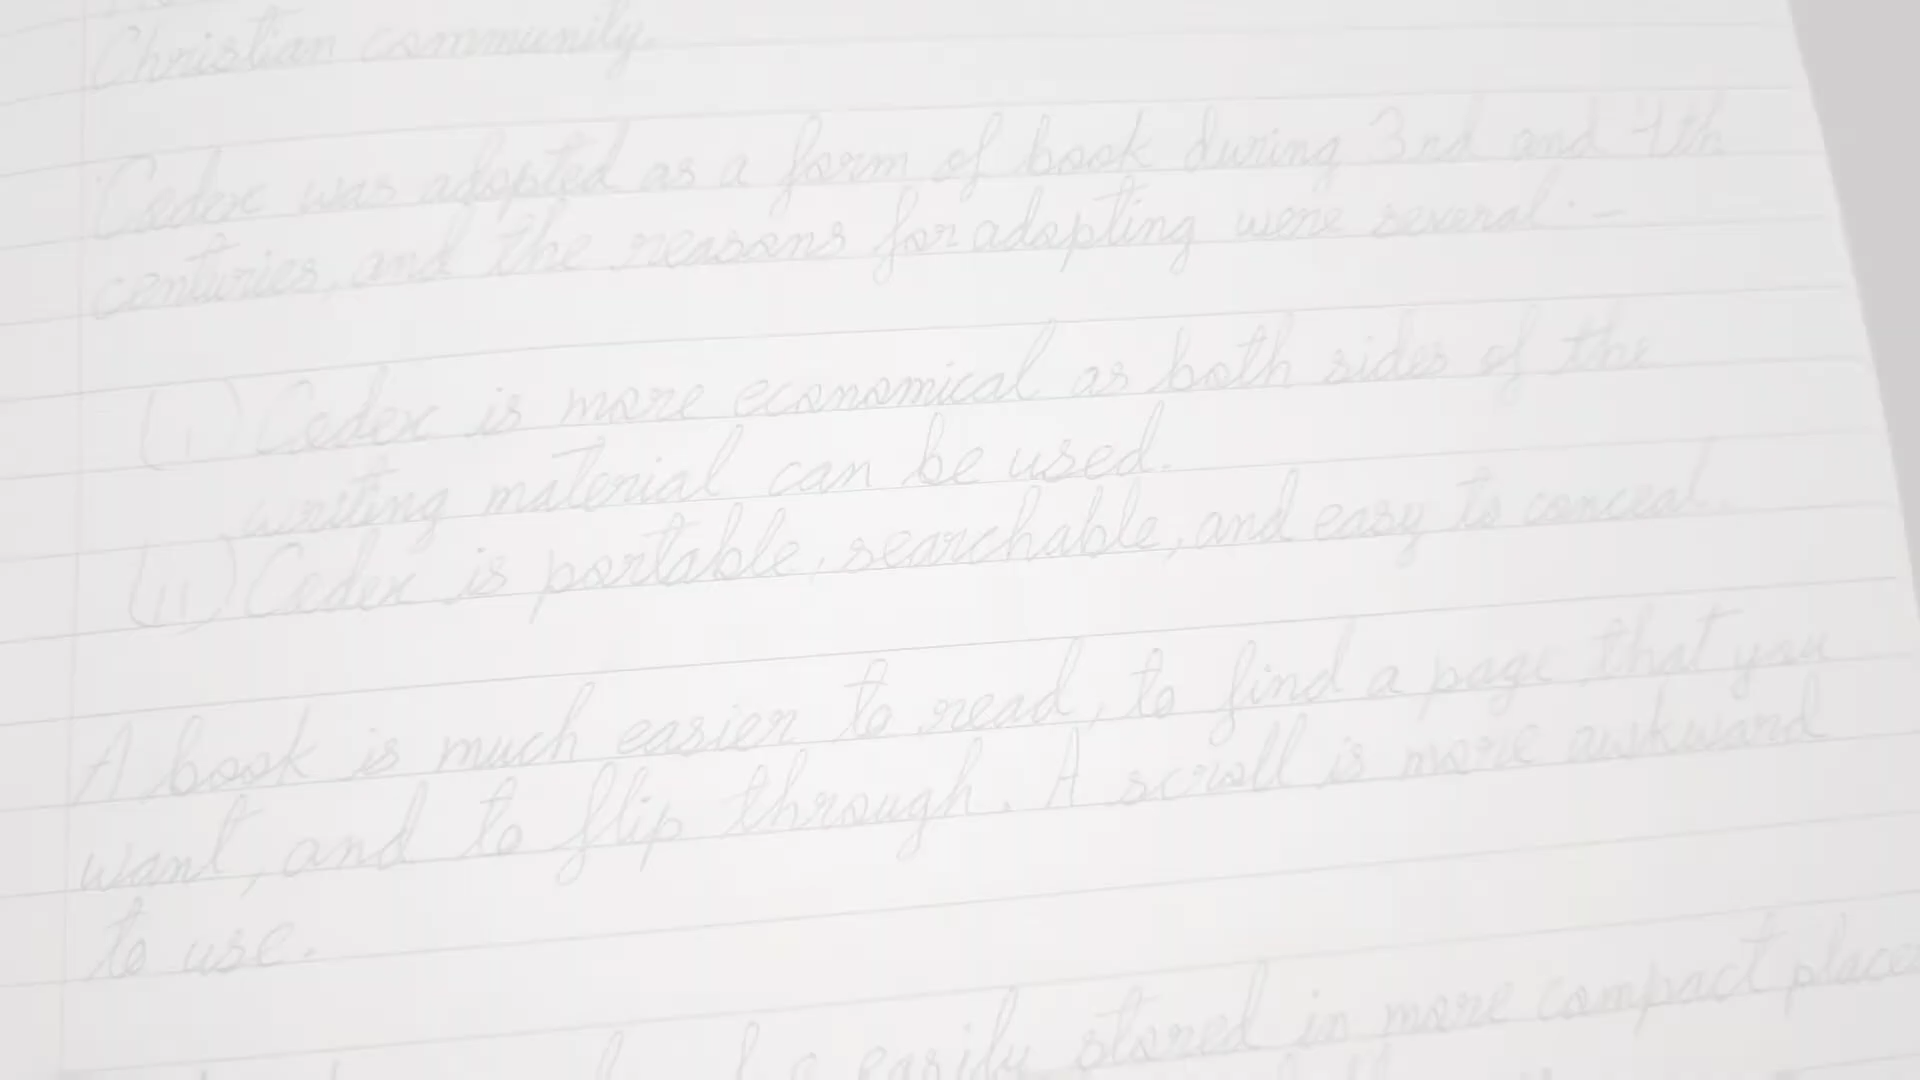 Christian community.
Codex was adopted as a form of book during 3rd and 4th
centuries, and the reasons for adopting were several. -
(i) Codex is more economical as both sides of the
writing material can be used.
(ii) Codex is portable, searchable, and easy to conceal.
A book is much easier to read, to find a page that you
want, and to flip through. A scroll is more awkward
to use.
easily stored in more compact places